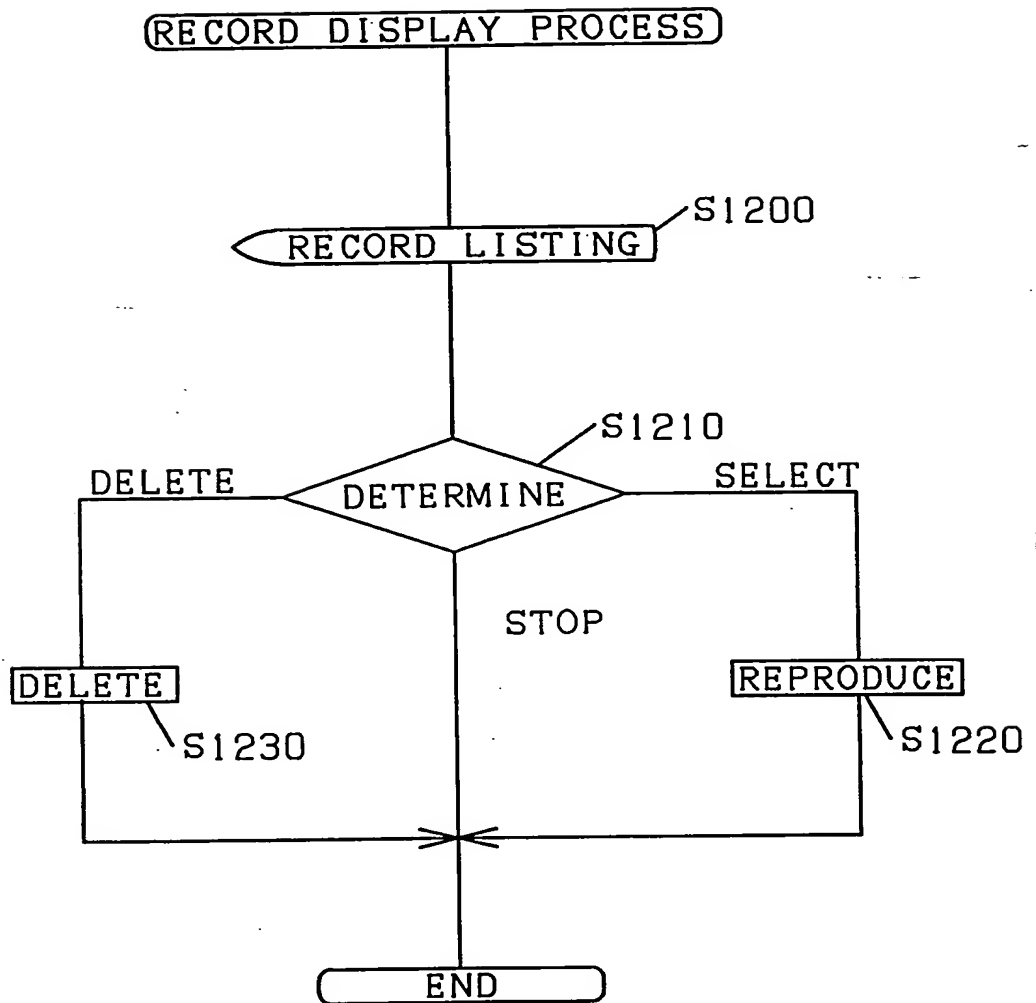 RECORD DISPLAY PROCESS
S1200
RECORD LISTING
S1210
DELETE
DETERMINE
SELECT
STOP
DELETE
REPRODUCE
S1230
S1220
END